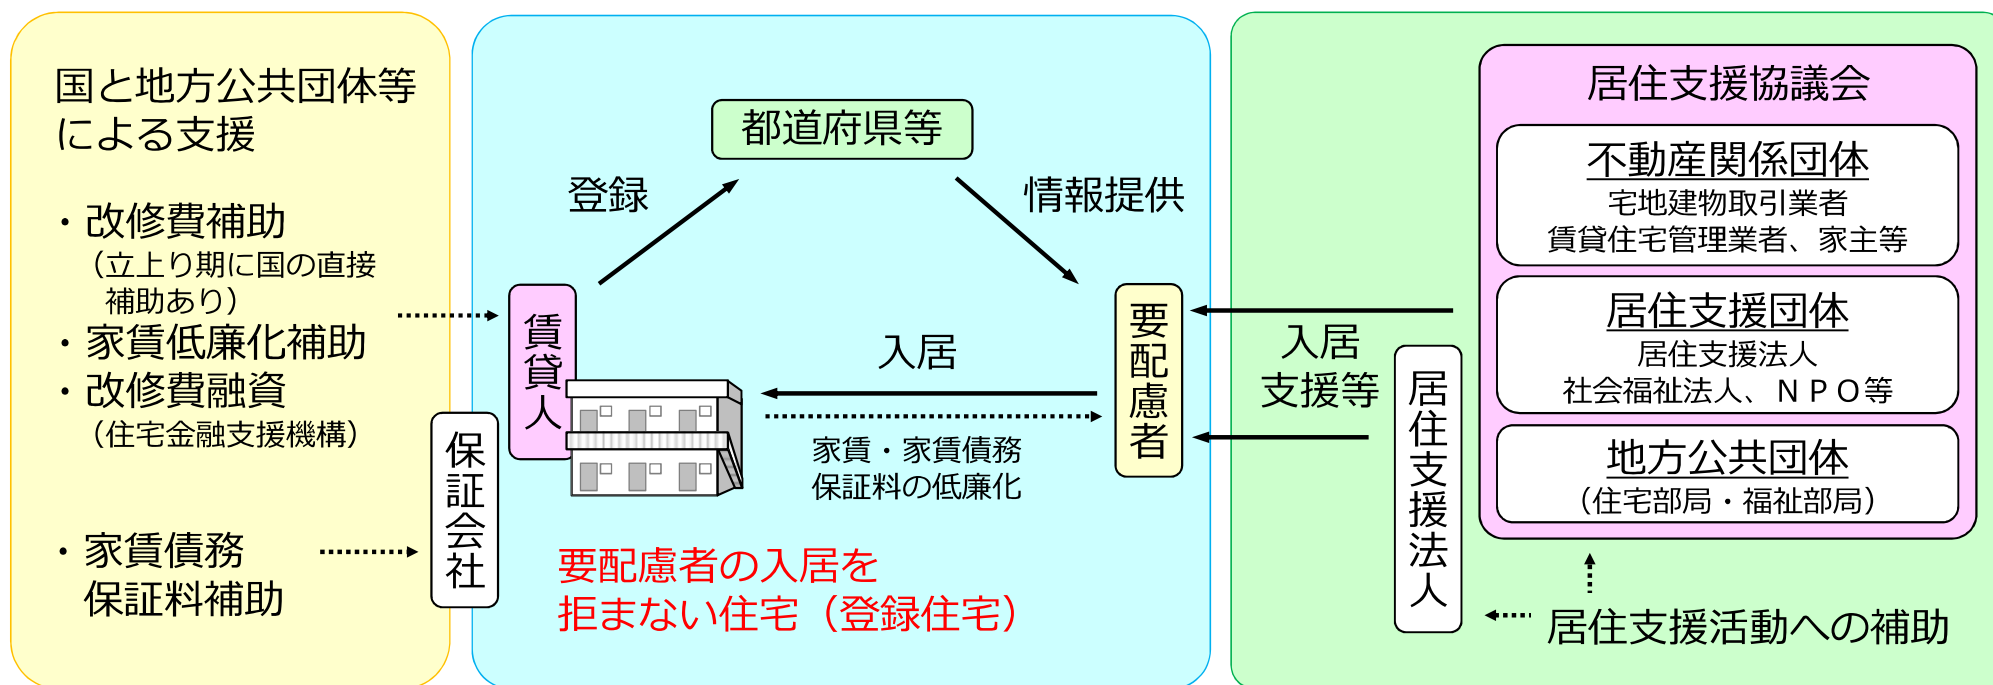 国と地方公共団体等
による支援
・改修費補助
（立上り期に国の直接
補助あり）
・家賃低廉化補助
・改修費融資
（住宅金融支援機構）
・家賃債務
保証料補助
保証会社
都道府県等
登録
情報提供
賃貸人
入居
家賃・家賃債務
保証料の低廉化
要配慮者
要配慮者の入居を
拒まない住宅（登録住宅）
入居
支援等
居住支援法人
居住支援協議会
不動産関係団体
宅地建物取引業者
賃貸住宅管理業者、家主等
居住支援団体
居住支援法人
社会福祉法人、ＮＰＯ等
地方公共団体
（住宅部局・福祉部局）
居住支援活動への補助